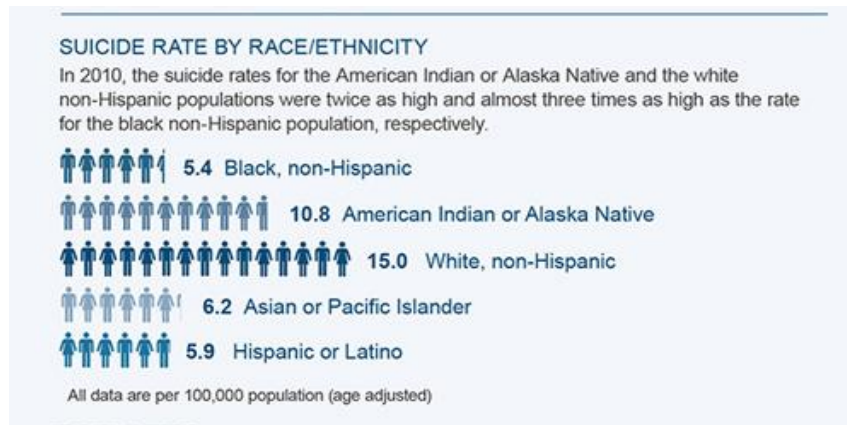 SUICIDE RATE BY RACE/ETHNICITY
In 2010, the suicide rates for the American Indian or Alaska Native and the white
non-Hispanic populations were twice as high and almost three times as high as the rate
for the black non-Hispanic population, respectively.
5.4 Black, non-Hispanic
10.8 American Indian or Alaska Native
15.0 White, non-Hispanic
6.2 Asian or Pacific Islander
5.9 Hispanic or Latino
All data are per 100,000 population (age adjusted)